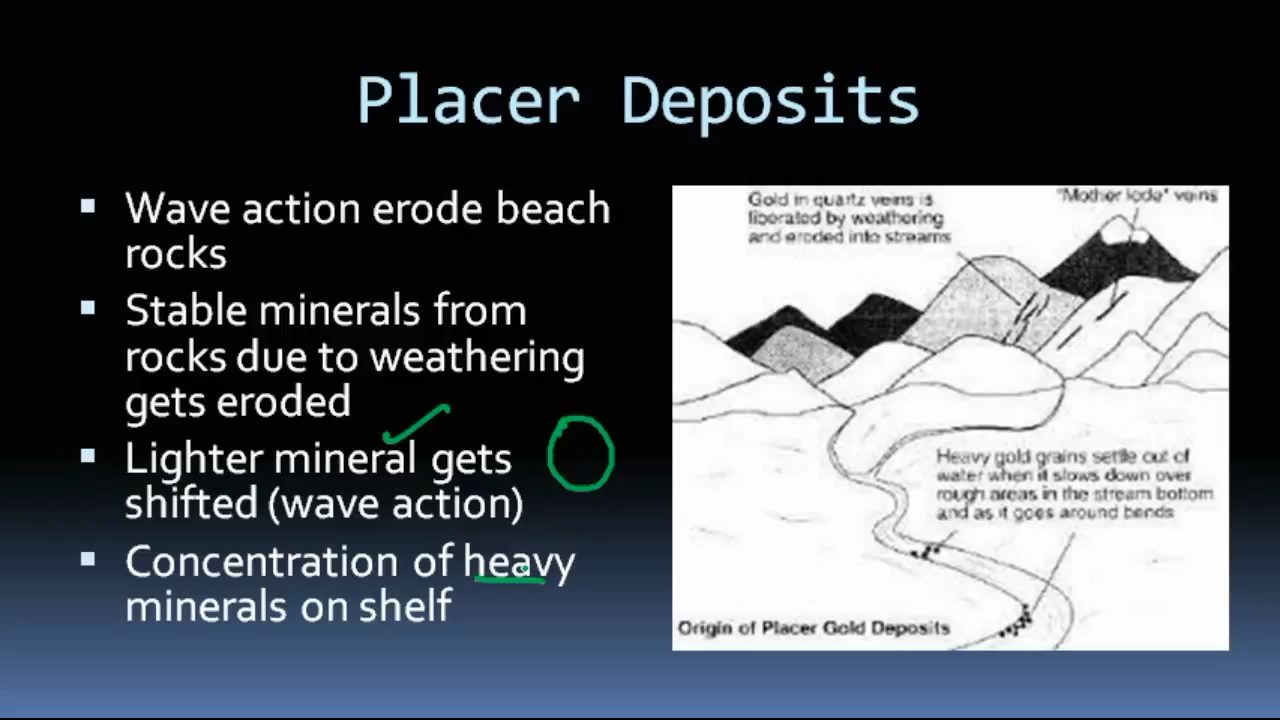 Placer Deposits
Wave action erode beach
rocks
Stable minerals from
rocks due to weathering
gets eroded
Lighter mineral gets
shifted (wave action)
Concentration of heavy
minerals on shelf
Gold in quartz veins is
liberated by weathering
and eroded into streams
"Mother lode" veins
Heavy gold grains settle out of
water when it slows down over
rough areas in the stream bottom
and as it goes around bends
Origin of Placer Gold Deposits